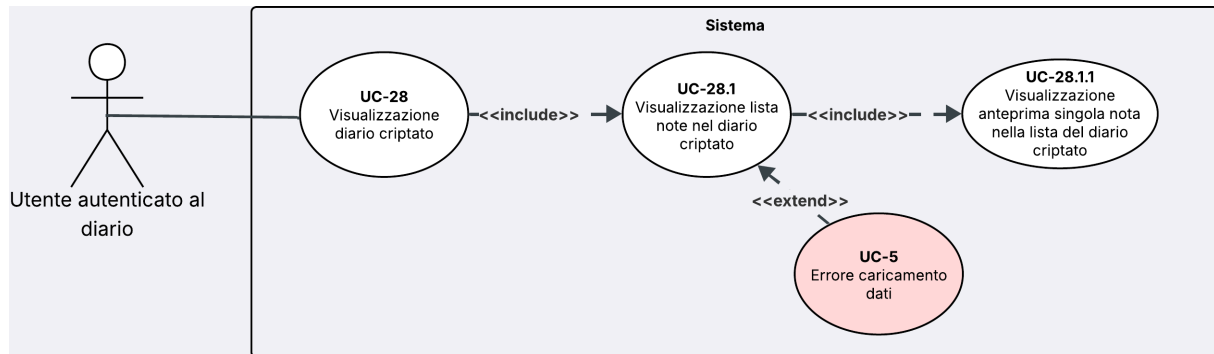 Sistema
UC-28
Visualizzazione
diario criptato
<<include>>
UC-28.1
Visualizzazione lista
note nel diario
criptato
<<include>>
UC-28.1.1
Visualizzazione
anteprima singola nota
nella lista del diario
criptato
Utente autenticato al
diario
<<extend>>
UC-5
Errore caricamento
dati